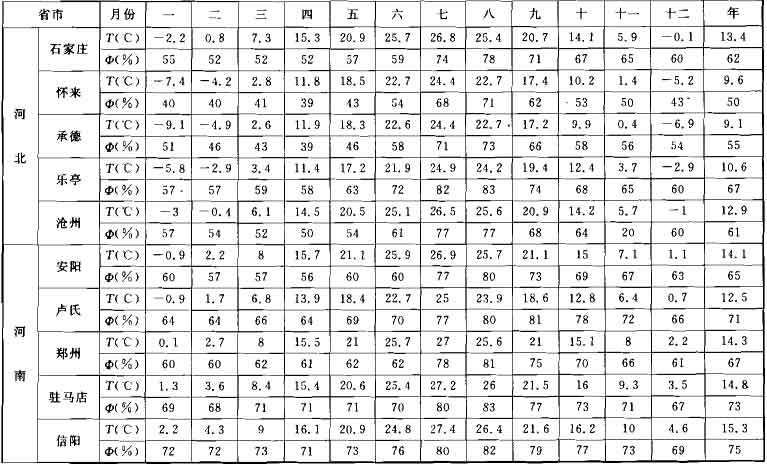 省市 月份 一 二 三 四 五 六 七 八 九 十 十一 十二 年
河北 石家庄 T(℃) −2.2 0.8 7.3 15.3 20.9 25.7 26.8 25.4 20.7 14.1 5.9 −0.1 13.4
Φ(%) 55 52 52 52 57 59 74 78 71 67 65 60 62
怀来 T(℃) −7.4 −4.2 2.8 11.8 18.5 22.7 24.4 22.7 17.4 10.2 1.4 −5.2 9.6
Φ(%) 40 40 41 39 43 54 68 71 62 53 50 43 50
承德 T(℃) −9.1 −4.9 2.6 11.9 18.3 22.6 24.4 22.7 17.2 9.9 0.4 −6.9 9.1
Φ(%) 51 46 43 39 46 58 71 73 66 58 56 54 55
乐亭 T(℃) −5.8 −2.9 3.4 11.4 17.2 21.9 24.9 24.2 19.4 12.4 3.7 −2.9 10.6
Φ(%) 57 57 59 58 63 72 82 83 74 68 65 60 67
沧州 T(℃) −3 −0.4 6.1 14.5 20.5 25.1 26.5 25.6 20.9 14.2 5.7 −1 12.9
Φ(%) 57 54 52 50 54 61 77 77 68 64 20 60 61
河南 安阳 T(℃) −0.9 2.2 8 15.7 21.1 25.9 26.9 25.7 21.1 15 7.1 1.1 14.1
Φ(%) 60 57 57 56 60 60 77 80 73 69 67 63 65
卢氏 T(℃) −0.9 1.7 6.8 13.9 18.4 22.7 25 23.9 18.6 12.8 6.4 0.7 12.5
Φ(%) 64 64 66 64 69 70 77 80 81 78 72 66 71
郑州 T(℃) 0.1 2.7 8 15.5 21 25.7 27 25.6 21 15.1 8 2.2 14.3
Φ(%) 60 60 62 61 62 62 78 81 75 70 66 61 67
驻马店 T(℃) 1.3 3.6 8.4 15.4 20.6 25.4 27.2 26 21.5 16 9.3 3.5 14.8
Φ(%) 69 68 71 71 71 70 80 83 77 73 71 67 73
信阳 T(℃) 2.2 4.3 9 16.1 20.9 24.8 27.4 26.4 21.6 16.2 10 4.6 15.3
Φ(%) 72 72 73 71 73 76 80 82 79 77 73 69 75